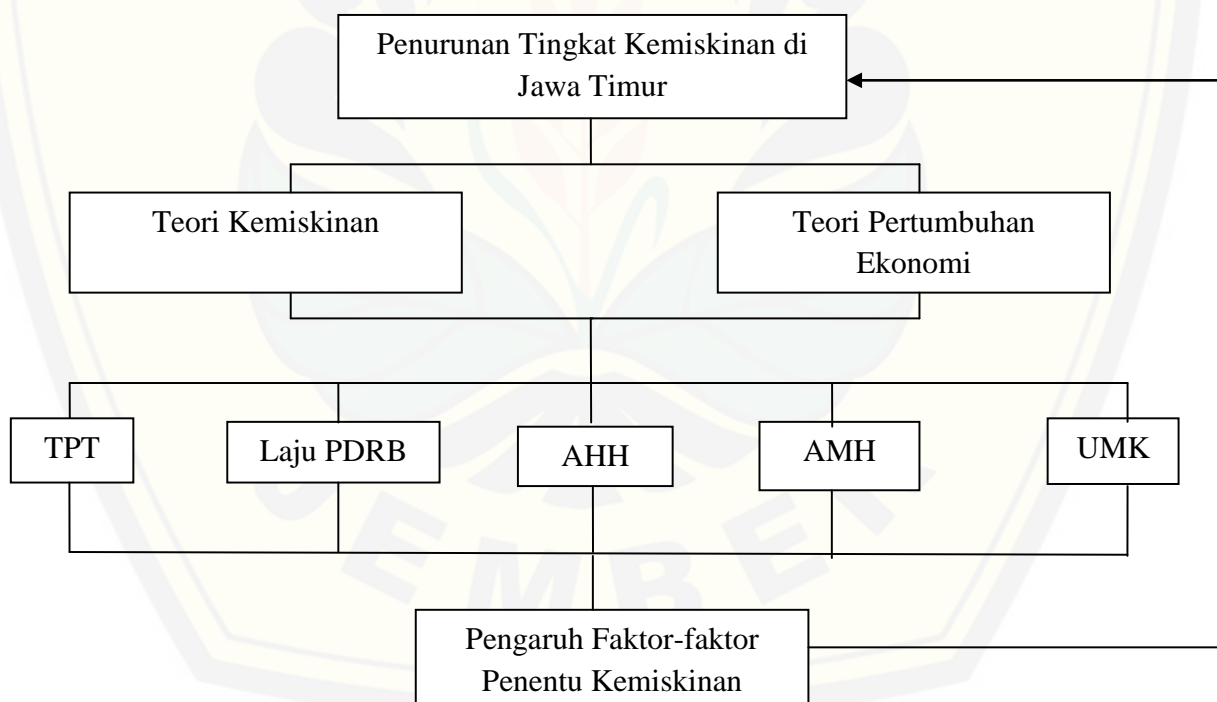 Penurunan Tingkat Kemiskinan di
Jawa Timur
Teori Kemiskinan
Teori Pertumbuhan
Ekonomi
TPT
Laju PDRB
AHH
AMH
UMK
JEMBER
Pengaruh Faktor-faktor
Penentu Kemiskinan